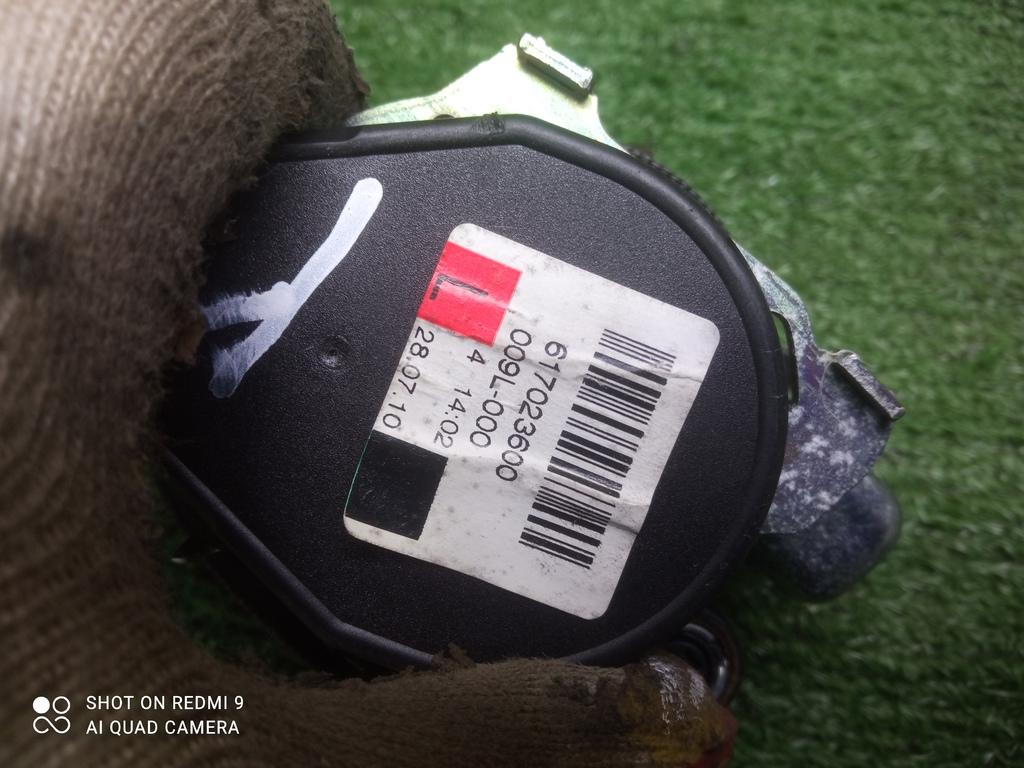 L
617023600
009L-000
4 14:02
28.07.10
SHOT ON REDMI 9
AI QUAD CAMERA